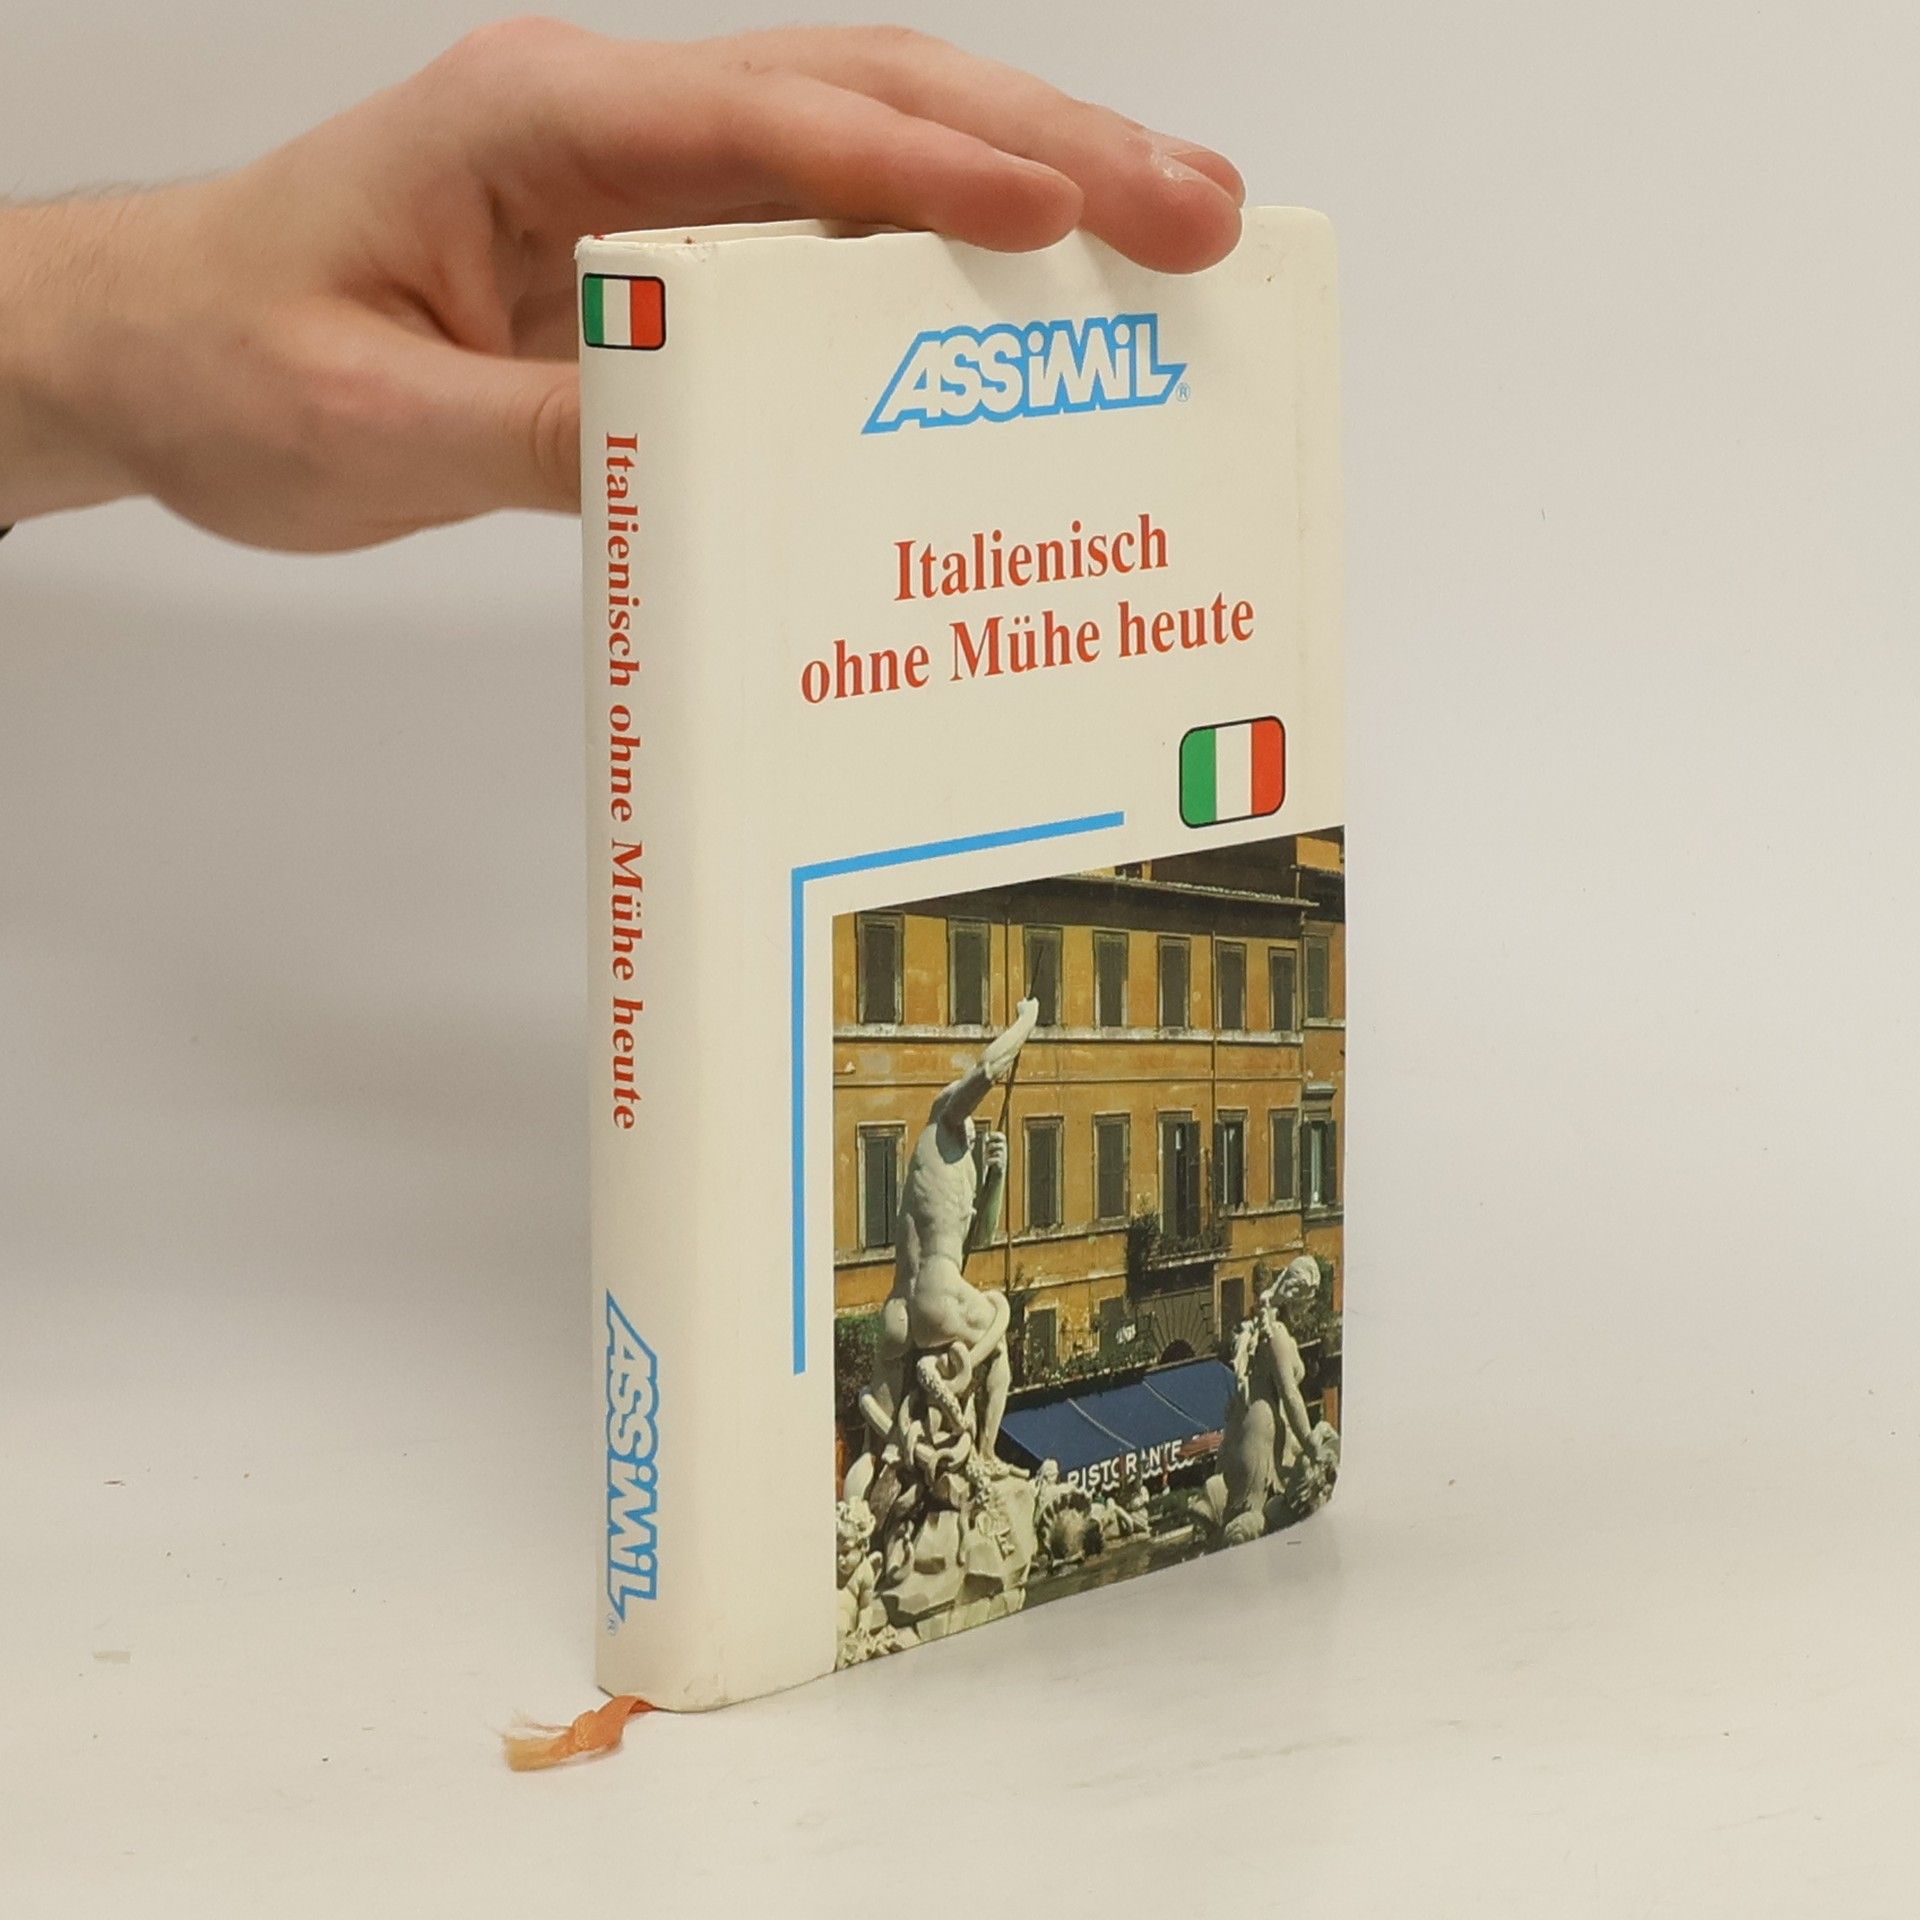 Italienisch ohne Mühe heute
ASSiMiL®
ASSiMiL®
Italienisch
ohne Mühe heute
RISTORANTE